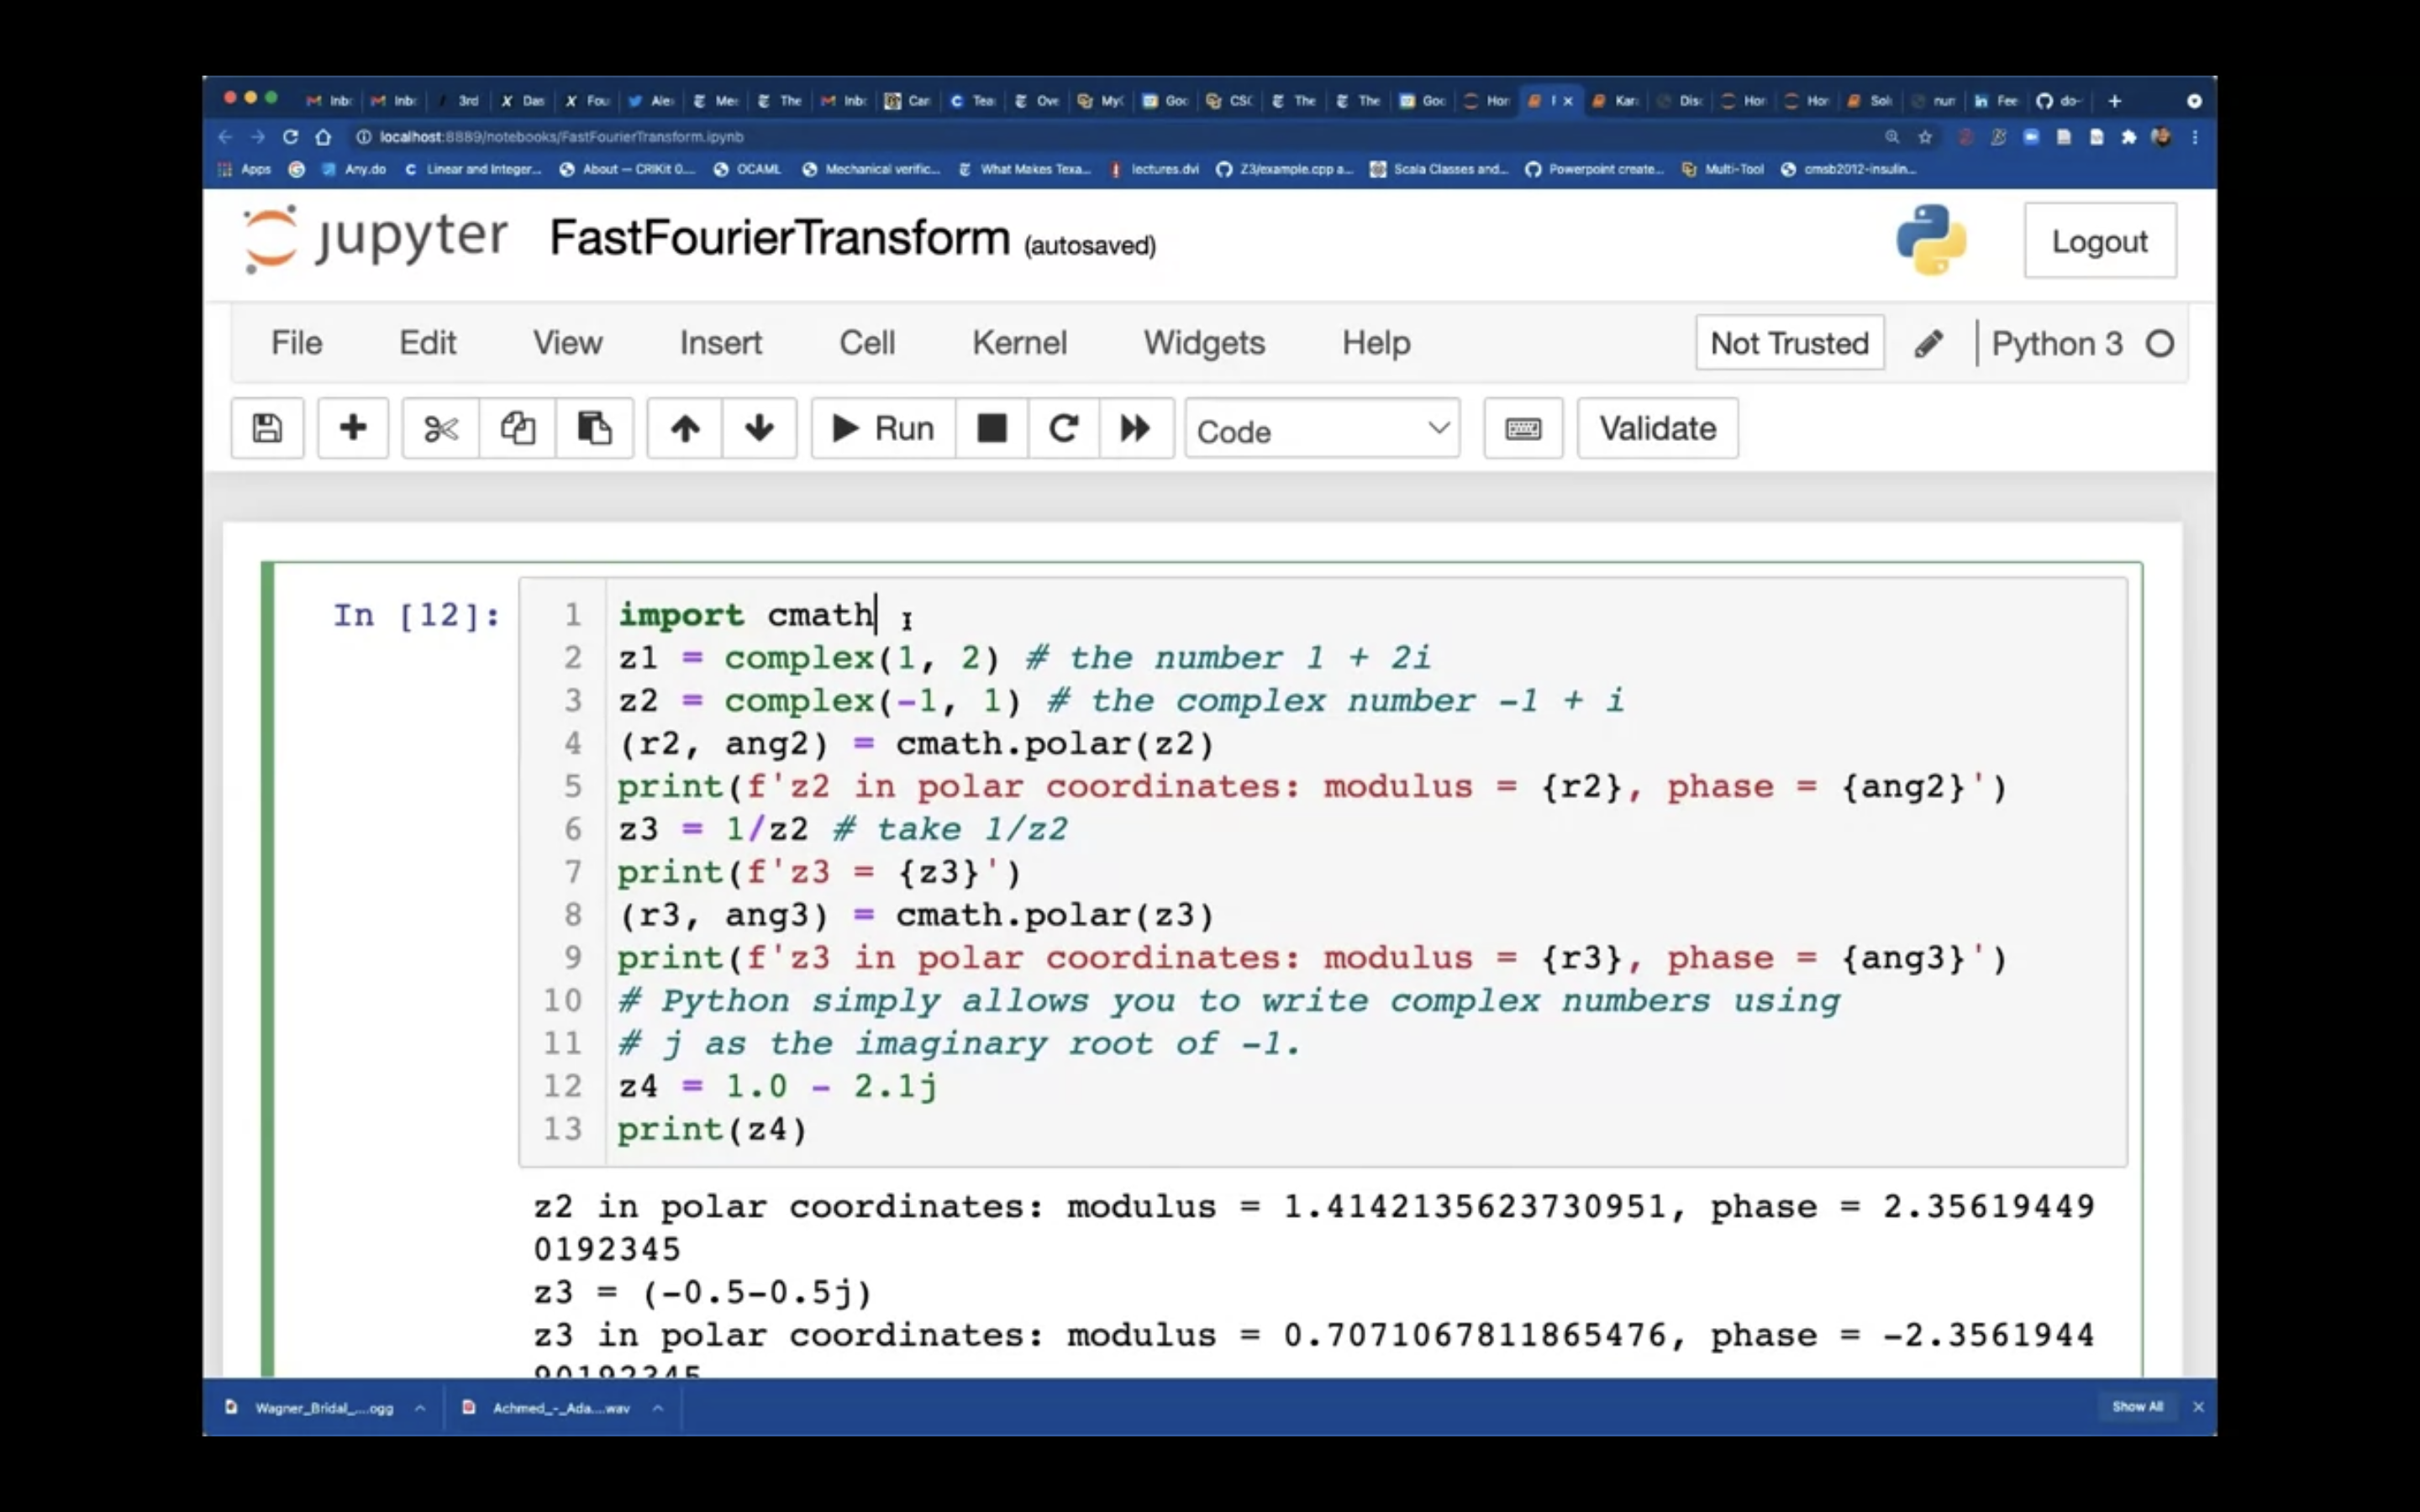 Inb Inb 3rd Das Fou Ale Me The Inb Car Tea Ove My Goo CSC The The Goo Hor Kar Disc Hor Hor Sol num Fee do-
localhost:8889/notebooks/FastFourierTransform.ipynb
Apps Any.do Linear and Integer... About — CRIKit 0.... OCAML Mechanical verific... What Makes Texa... lectures.dvi Z3/example.cpp a... Scala Classes and... Powerpoint create... Multi-Tool cmsb2012-insulin...
jupyter FastFourierTransform (autosaved) Logout
File Edit View Insert Cell Kernel Widgets Help Not Trusted Python 3
Run Code Validate
In [12]:
1 import cmath
2 z1 = complex(1, 2) # the number 1 + 2i
3 z2 = complex(-1, 1) # the complex number -1 + i
4 (r2, ang2) = cmath.polar(z2)
5 print(f'z2 in polar coordinates: modulus = {r2}, phase = {ang2}')
6 z3 = 1/z2 # take 1/z2
7 print(f'z3 = {z3}')
8 (r3, ang3) = cmath.polar(z3)
9 print(f'z3 in polar coordinates: modulus = {r3}, phase = {ang3}')
10 # Python simply allows you to write complex numbers using
11 # j as the imaginary root of -1.
12 z4 = 1.0 - 2.1j
13 print(z4)
z2 in polar coordinates: modulus = 1.4142135623730951, phase = 2.35619449
0192345
z3 = (-0.5-0.5j)
z3 in polar coordinates: modulus = 0.7071067811865476, phase = -2.3561944
90192345
Wagner_Bridal_....ogg Achmed_-_Ada....wav Show All